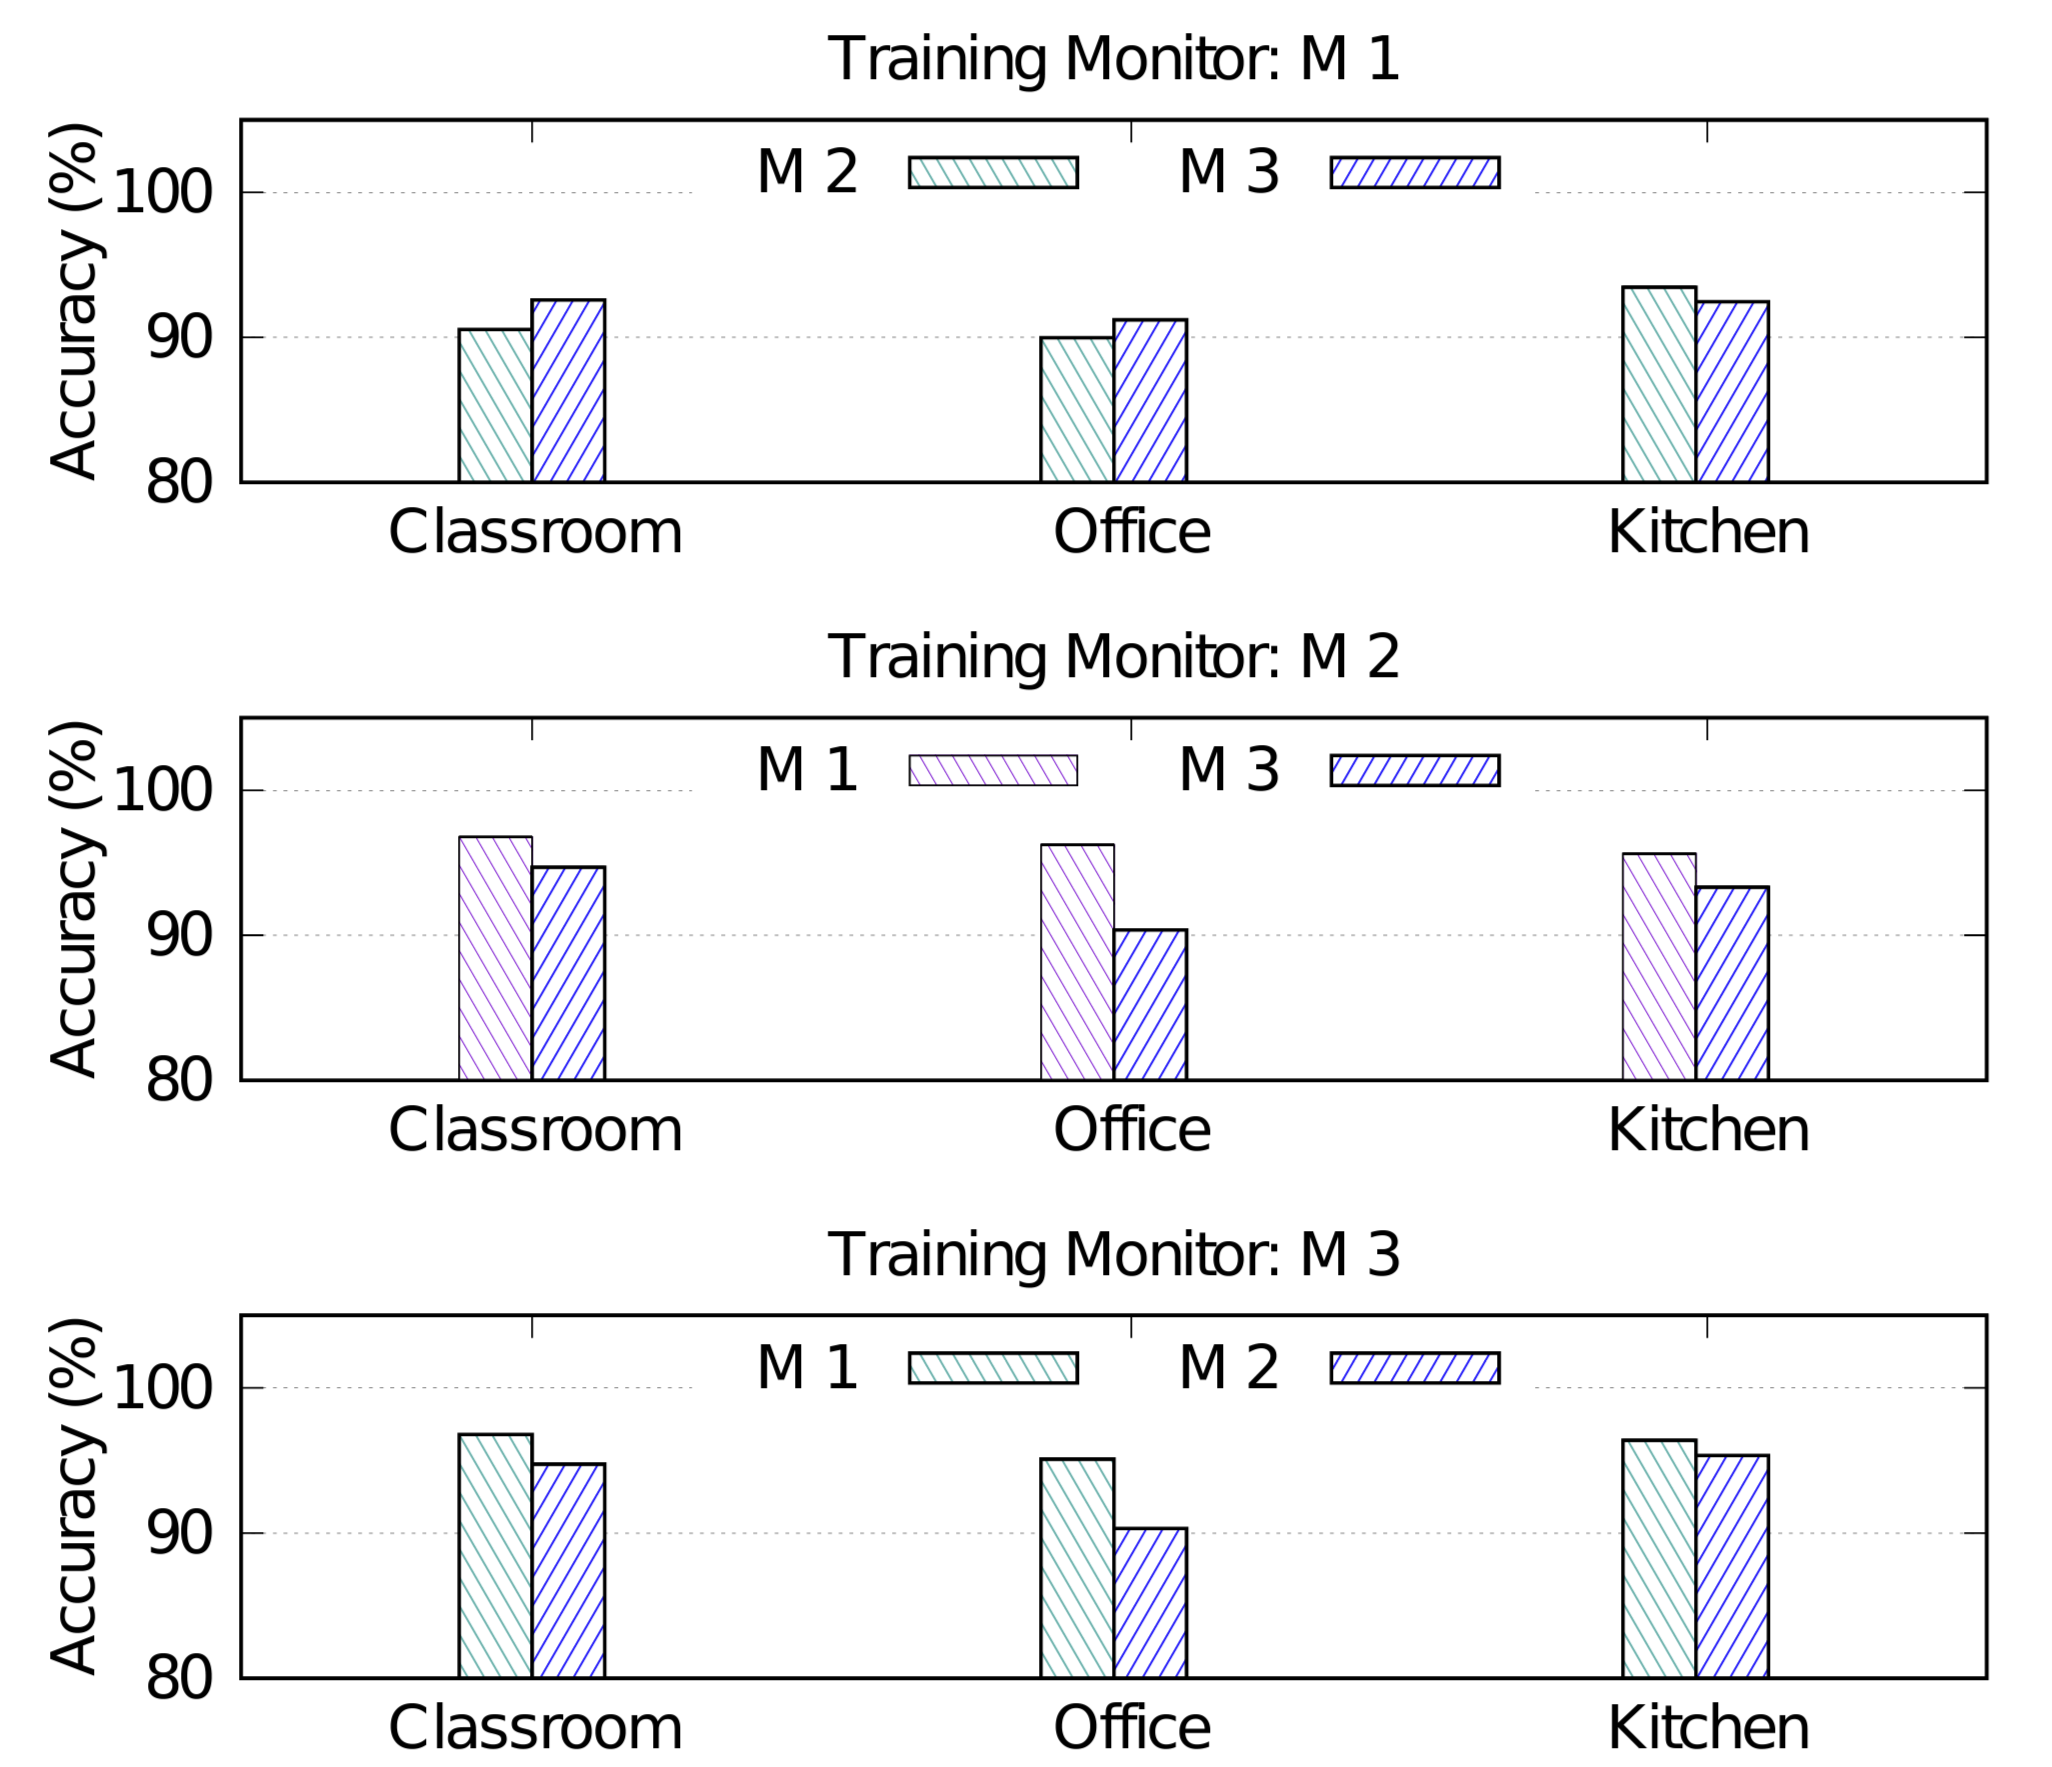 Training Monitor: M 1
Accuracy (%)
100
90
80
M 2
M 3
Classroom Office Kitchen
Training Monitor: M 2
Accuracy (%)
100
90
80
M 1
M 3
Classroom Office Kitchen
Training Monitor: M 3
Accuracy (%)
100
90
80
M 1
M 2
Classroom Office Kitchen